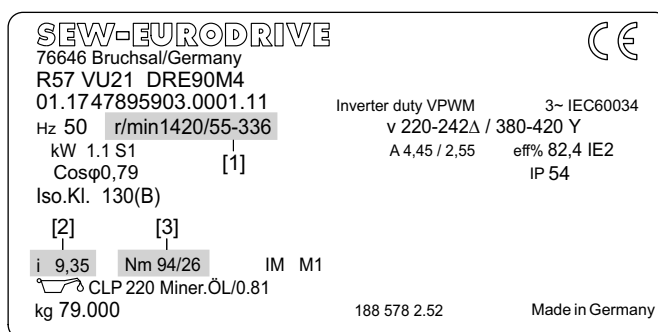 SEW-EURODRIVE CE
76646 Bruchsal/Germany
R57 VU21 DRE90M4
01.1747895903.0001.11 Inverter duty VPWM 3~ IEC60034
Hz 50 r/min1420/55-336 v 220-242Δ / 380-420 Y
kW 1.1 S1 [1] A 4,45 / 2,55 eff% 82,4 IE2
Cosφ0,79 IP 54
Iso.Kl. 130(B)
[2] [3]
i 9,35 Nm 94/26 IM M1
CLP 220 Miner.ÖL/0.81
kg 79.000 188 578 2.52 Made in Germany